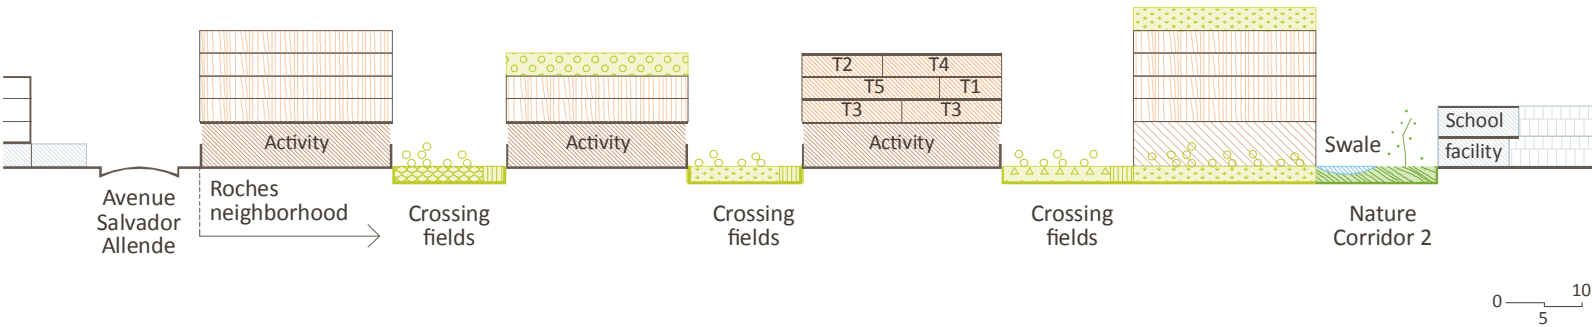 T2 T4
T5 T1
T3 T3
Activity
Activity
Activity
School
facility
Swale
Avenue
Salvador
Allende
Roches
neighborhood
Crossing
fields
Crossing
fields
Crossing
fields
Nature
Corridor 2
0 10
5